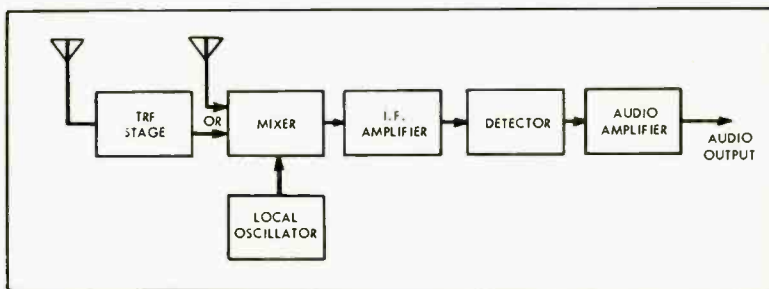 TRF
STAGE
OR
MIXER
I.F.
AMPLIFIER
DETECTOR
AUDIO
AMPLIFIER
AUDIO
OUTPUT
LOCAL
OSCILLATOR